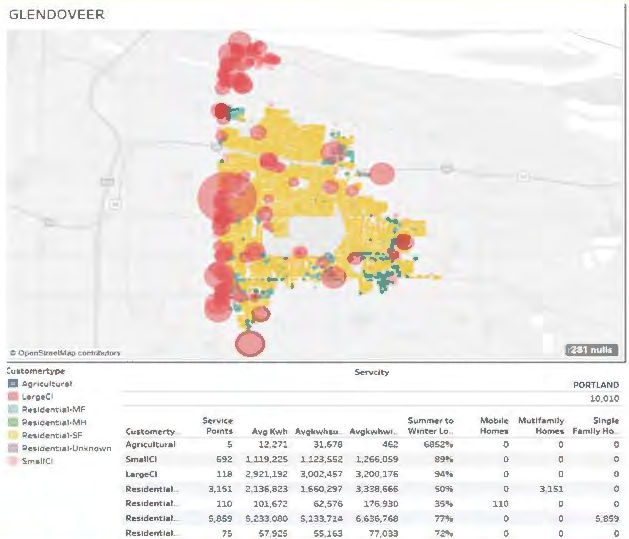 GLENDOVEER
© OpenStreetMap contributors
281 nulls
Customertype
Agricultural
LargeCI
Residential-MF
Residential-MH
Residential-SF
Residential-Unknown
SmallCI
Servcity
PORTLAND
10,010
Customerty.. Service Points Avg Kwh Avgkwhsu.. Avgkwhwi.. Summer to Winter Lo.. Mobile Homes Mutifamily Homes Single Family Ho..
Agricultural 5 12,271 31,678 462 6852% 0 0 0
SmallCI 692 1,119,225 1,123,552 1,266,059 89% 0 0 0
LargeCI 118 2,921,192 3,002,457 3,200,176 94% 0 0 0
Residential.. 3,151 2,136,823 1,660,297 3,338,666 50% 0 3,151 0
Residential.. 110 101,672 62,576 176,930 35% 110 0 0
Residential.. 5,859 5,233,080 5,133,714 6,636,768 77% 0 0 5,859
Residential.. 75 57,925 55,163 77,033 72% 0 0 0